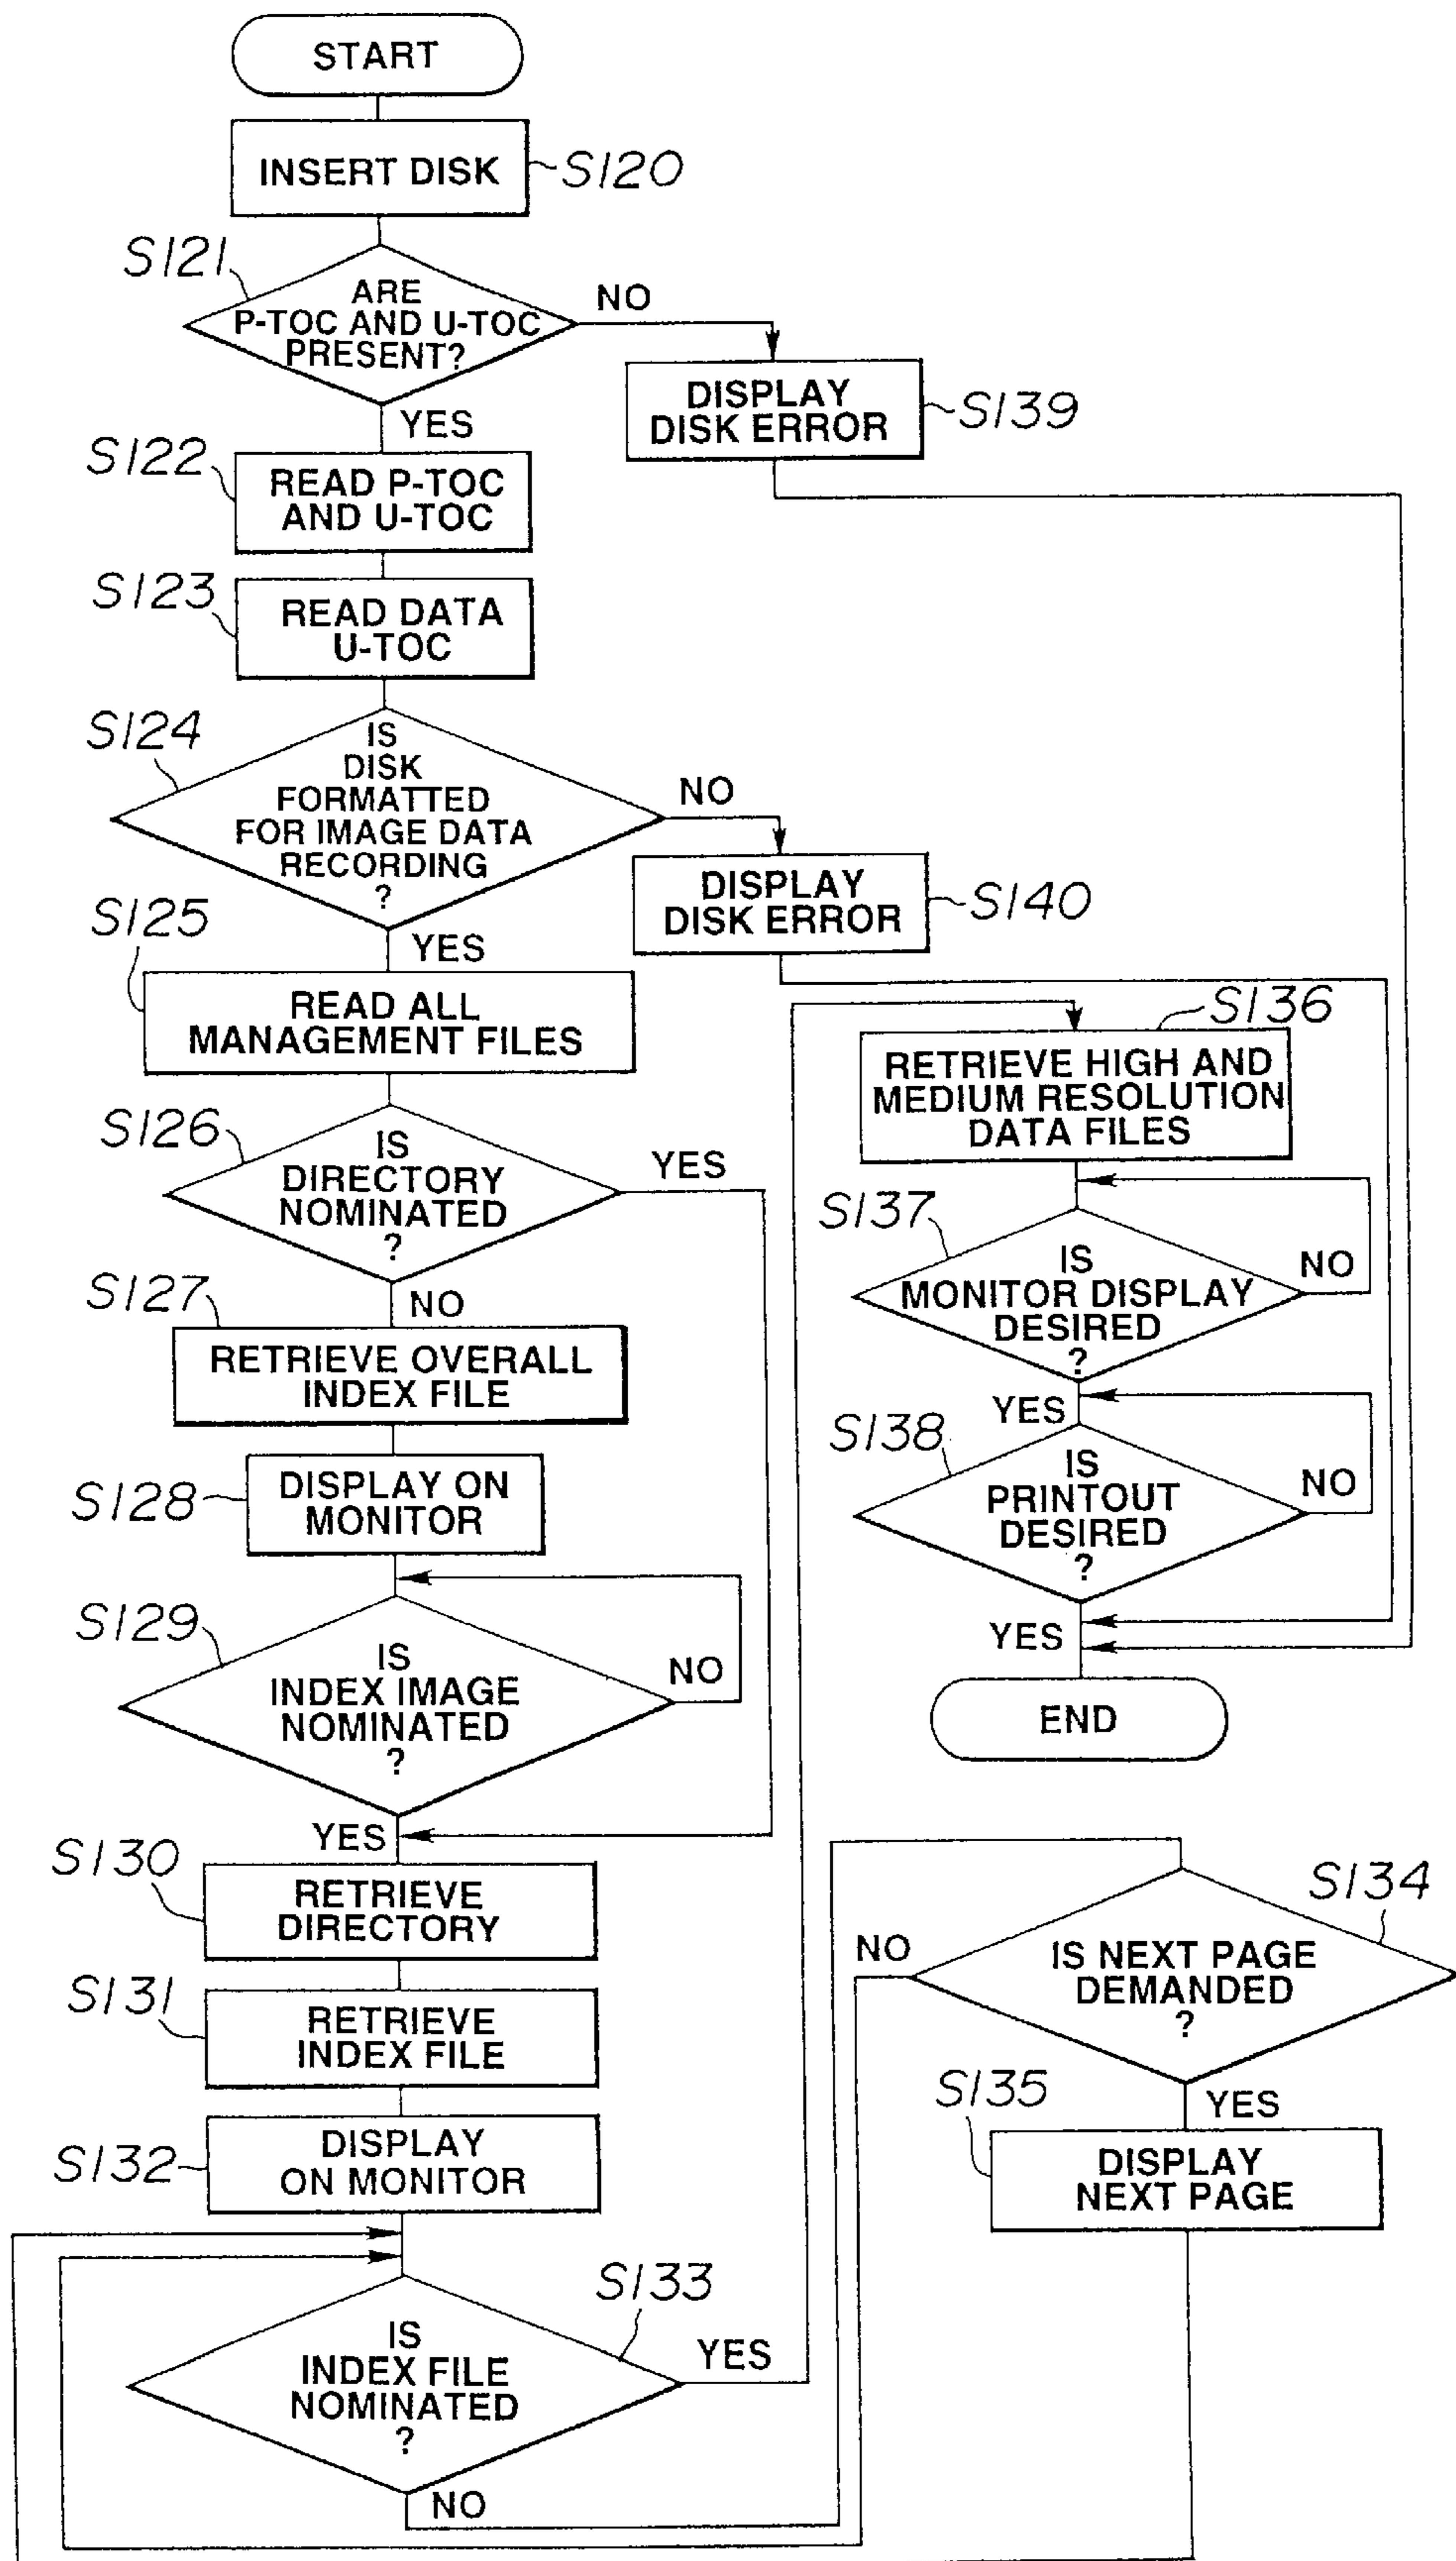 START
INSERT DISK
S120
S121
ARE
P-TOC AND U-TOC
PRESENT?
NO
YES
DISPLAY
DISK ERROR
S139
S122
READ P-TOC
AND U-TOC
S123
READ DATA
U-TOC
S124
IS
DISK
FORMATTED
FOR IMAGE DATA
RECORDING
?
NO
YES
DISPLAY
DISK ERROR
S140
S125
READ ALL
MANAGEMENT FILES
S126
IS
DIRECTORY
NOMINATED
?
YES
NO
S127
RETRIEVE OVERALL
INDEX FILE
S128
DISPLAY ON
MONITOR
S129
IS
INDEX IMAGE
NOMINATED
?
NO
YES
S130
RETRIEVE
DIRECTORY
S131
RETRIEVE
INDEX FILE
S132
DISPLAY
ON MONITOR
S133
IS
INDEX FILE
NOMINATED
?
YES
NO
S136
RETRIEVE HIGH AND
MEDIUM RESOLUTION
DATA FILES
S137
IS
MONITOR DISPLAY
DESIRED
?
NO
YES
S138
IS
PRINTOUT
DESIRED
?
NO
YES
END
S134
IS NEXT PAGE
DEMANDED
?
NO
YES
S135
DISPLAY
NEXT PAGE